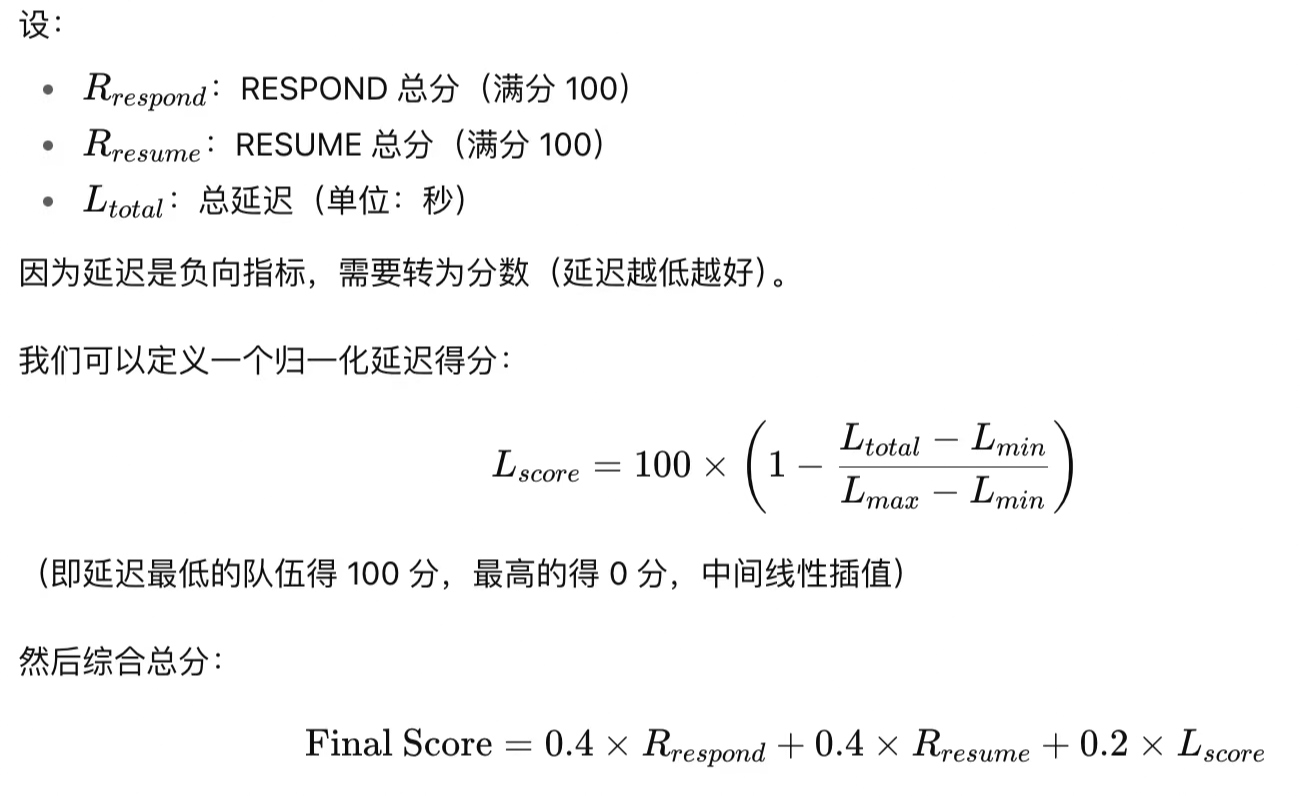 设：
• R_{respond}：RESPOND 总分（满分 100）
• R_{resume}：RESUME 总分（满分 100）
• L_{total}：总延迟（单位：秒）
因为延迟是负向指标，需要转为分数（延迟越低越好）。
我们可以定义一个归一化延迟得分：
L_{score} = 100 × \left(1 − \frac{L_{total} − L_{min}}{L_{max} − L_{min}}\right)
（即延迟最低的队伍得 100 分，最高的得 0 分，中间线性插值）
然后综合总分：
Final Score = 0.4 × R_{respond} + 0.4 × R_{resume} + 0.2 × L_{score}